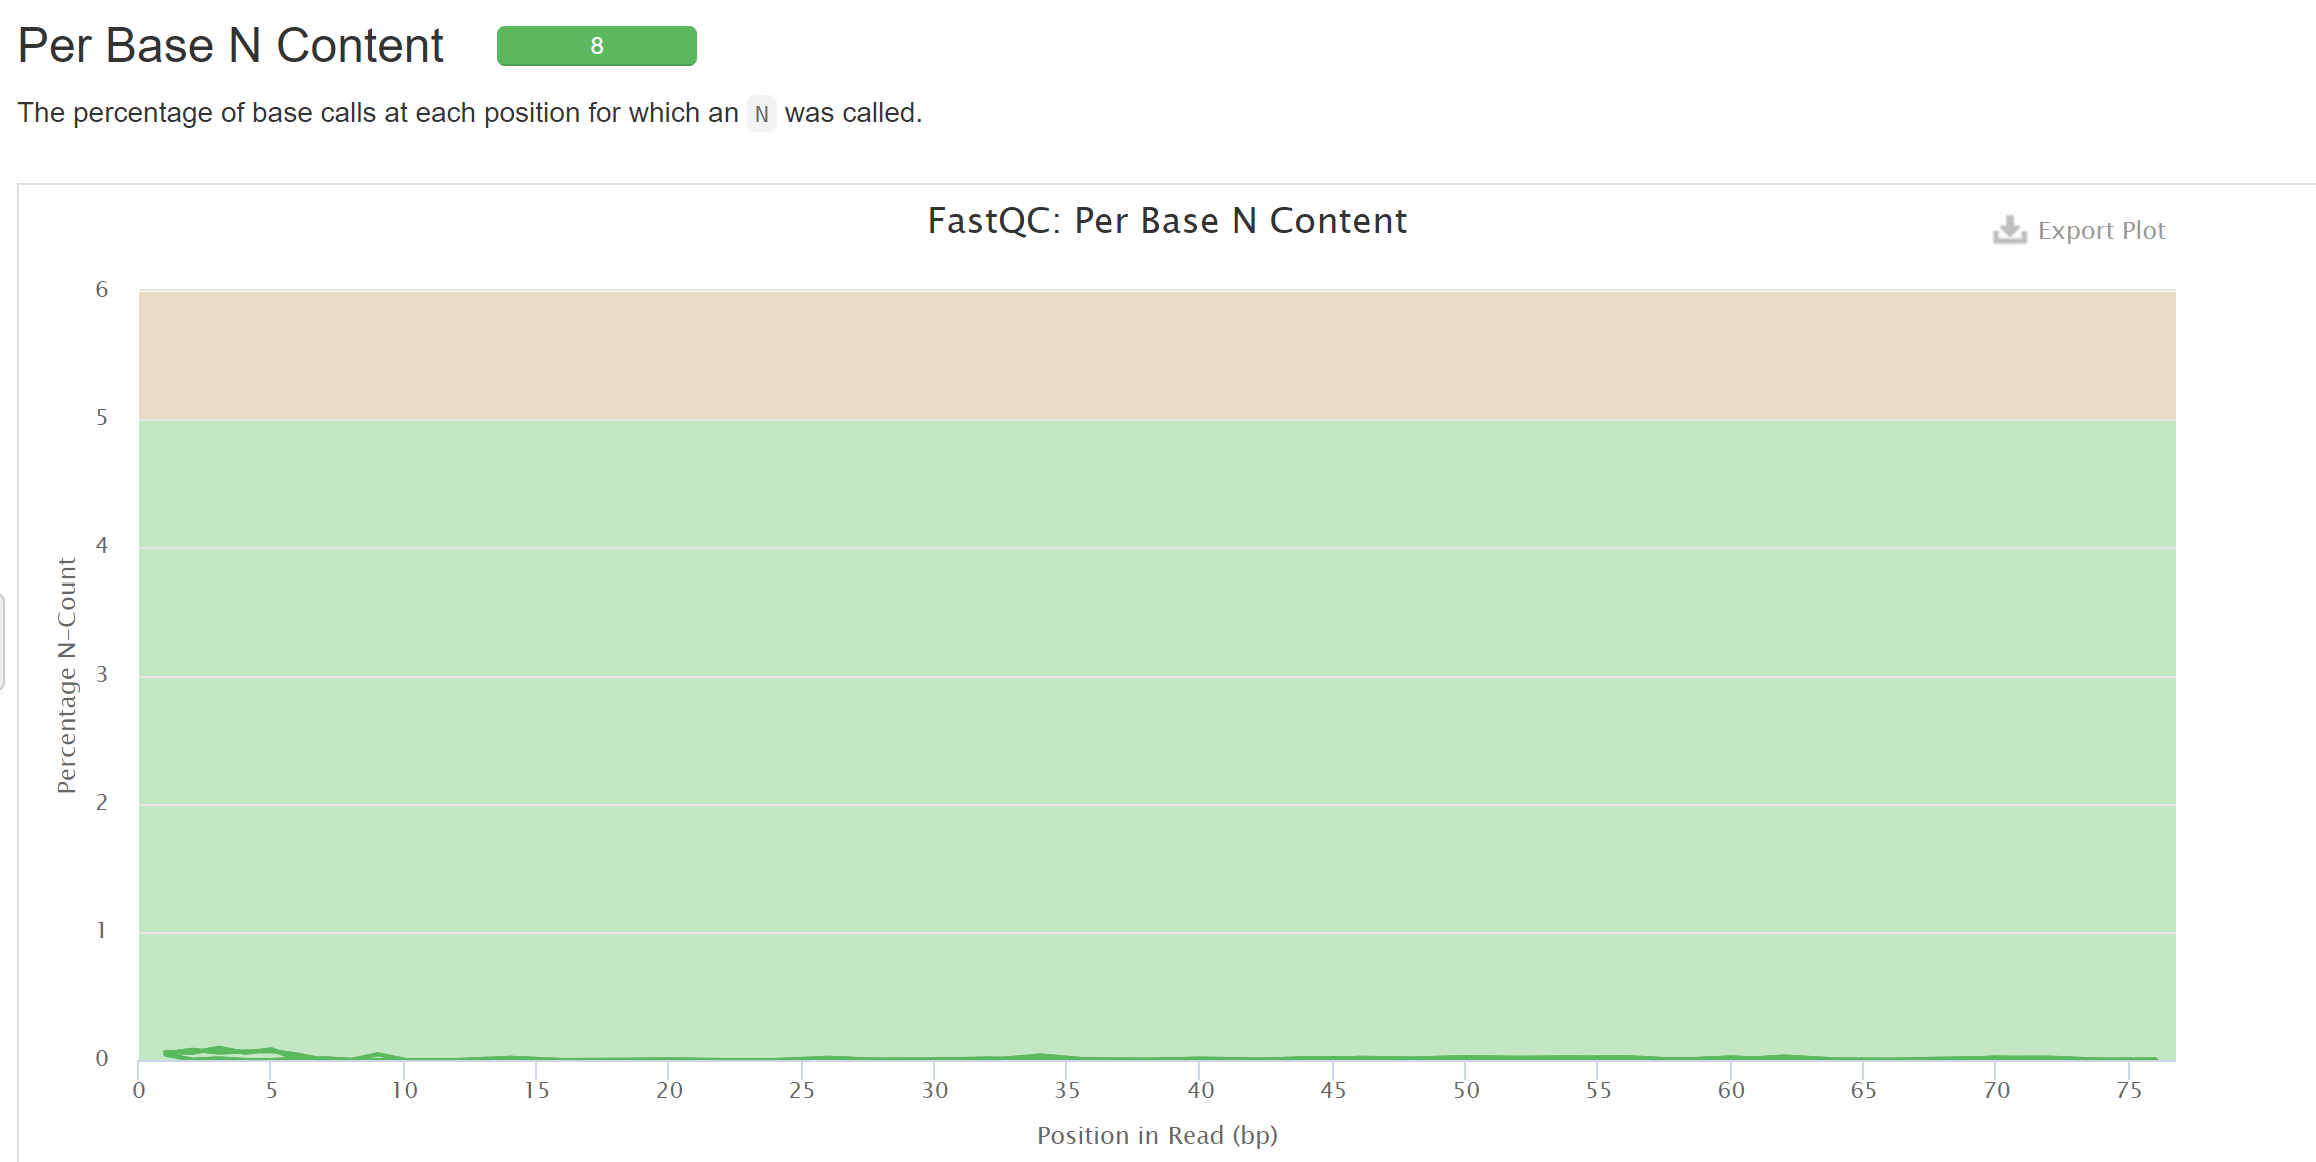 Per Base N Content 8
The percentage of base calls at each position for which an N was called.
FastQC: Per Base N Content
Export Plot
6
5
4
3
2
1
0
Percentage N-Count
0 5 10 15 20 25 30 35 40 45 50 55 60 65 70 75
Position in Read (bp)